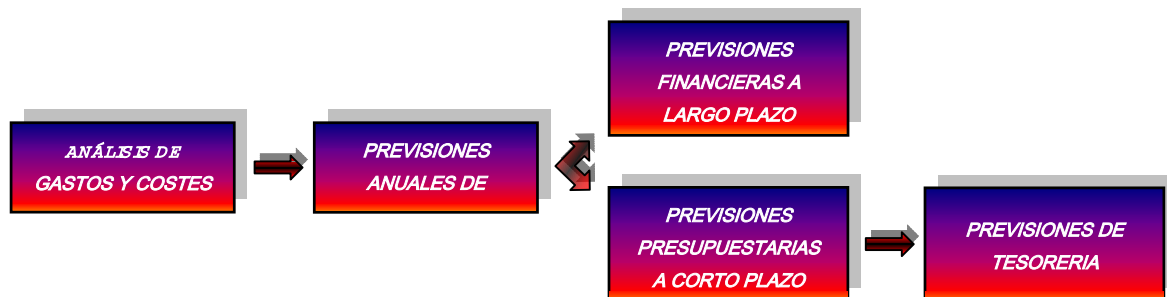 ANÁLISIS DE
GASTOS Y COSTES
PREVISIONES
ANUALES DE
PREVISIONES
FINANCIERAS A
LARGO PLAZO
PREVISIONES
PRESUPUESTARIAS
A CORTO PLAZO
PREVISIONES DE
TESORERIA